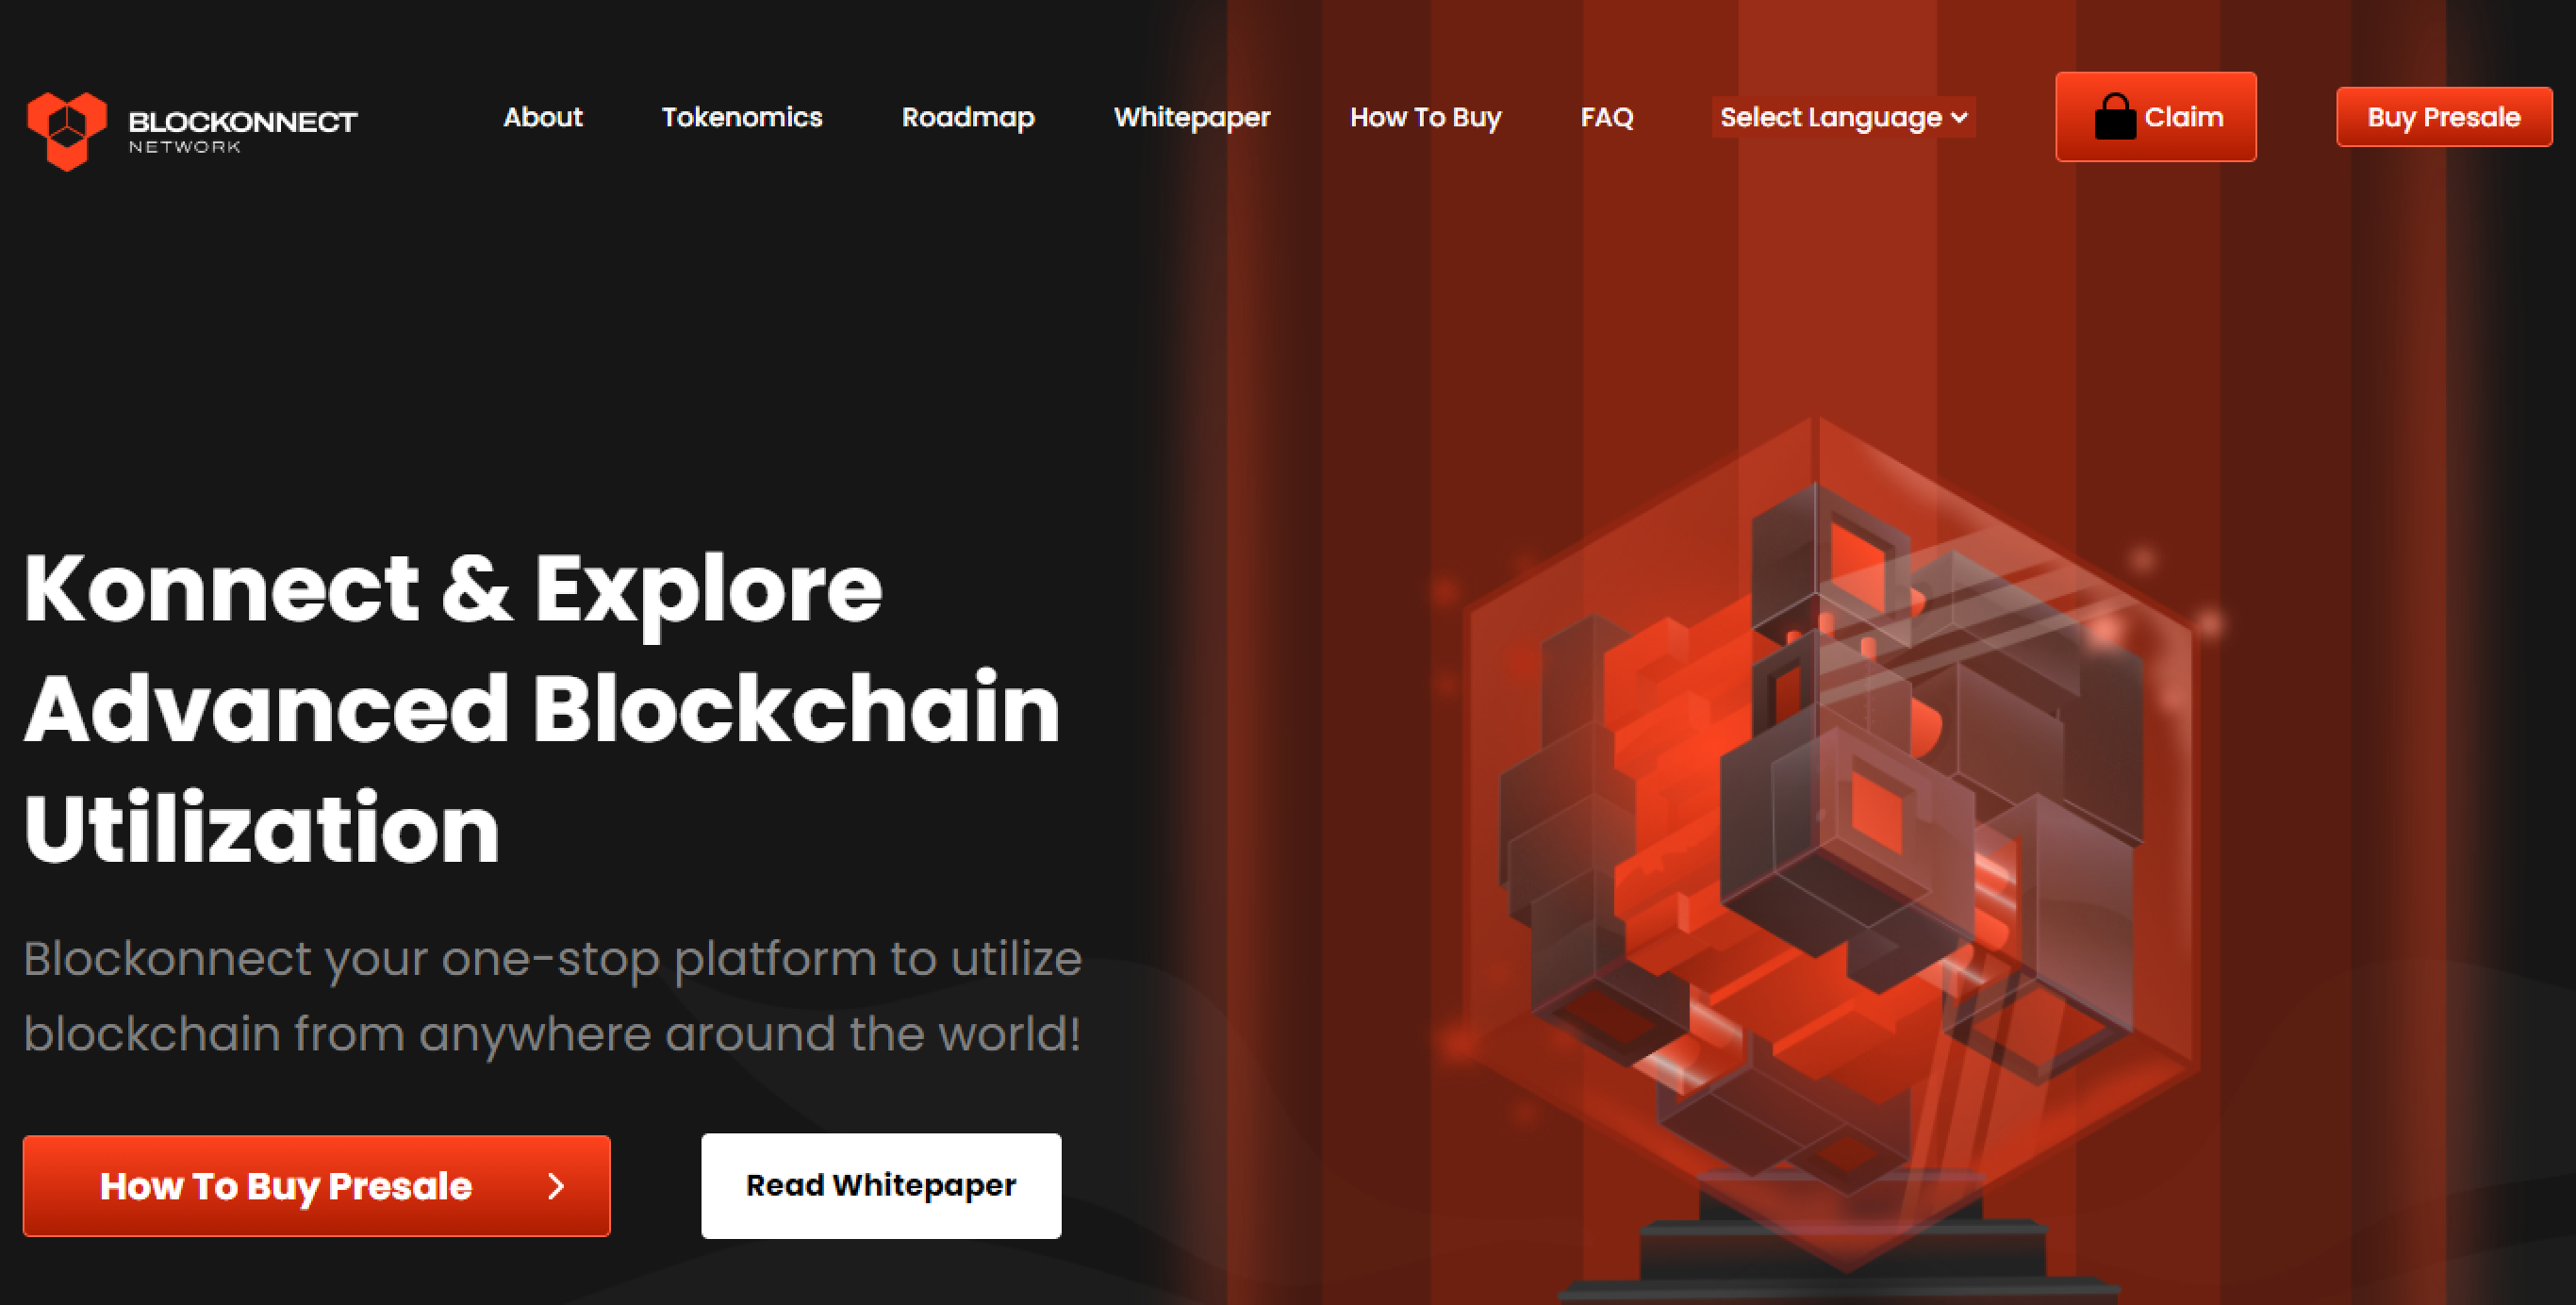 BLOCKONNECT
NETWORK
About
Tokenomics
Roadmap
Whitepaper
How To Buy
FAQ
Select Language
Claim
Buy Presale
Konnect & Explore
Advanced Blockchain
Utilization
Blockonnect your one-stop platform to utilize
blockchain from anywhere around the world!
How To Buy Presale
Read Whitepaper